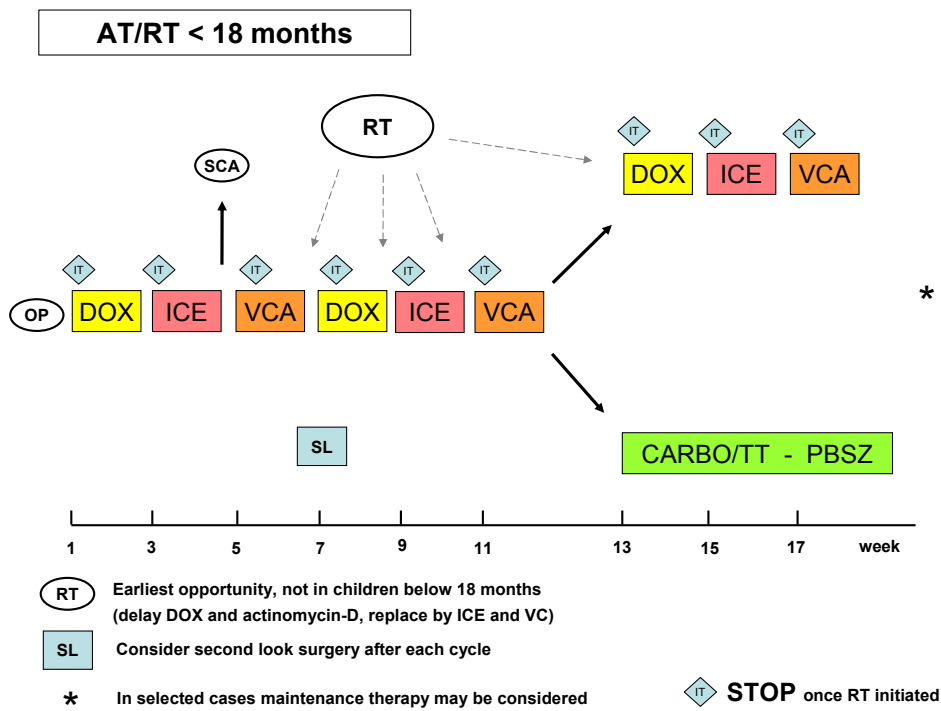 AT/RT < 18 months
RT
IT IT IT
DOX ICE VCA
SCA
IT IT IT IT IT IT
OP DOX ICE VCA DOX ICE VCA
*
SL
CARBO/TT - PBSZ
1 3 5 7 9 11 13 15 17 week
RT Earliest opportunity, not in children below 18 months
(delay DOX and actinomycin-D, replace by ICE and VC)
SL Consider second look surgery after each cycle
* In selected cases maintenance therapy may be considered
IT STOP once RT initiated